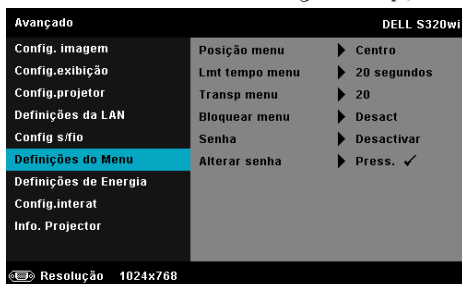 Avançado DELL S320wi
Config. imagem
Config.exibição
Config.projetor
Definições da LAN
Config s/fio
Definições do Menu
Definições de Energia
Config.interat
Info. Projector
Posição menu Centro
Lmt tempo menu 20 segundos
Transp menu 20
Bloquear menu Desact
Senha Desactivar
Alterar senha Press. ✓
Resolução 1024x768